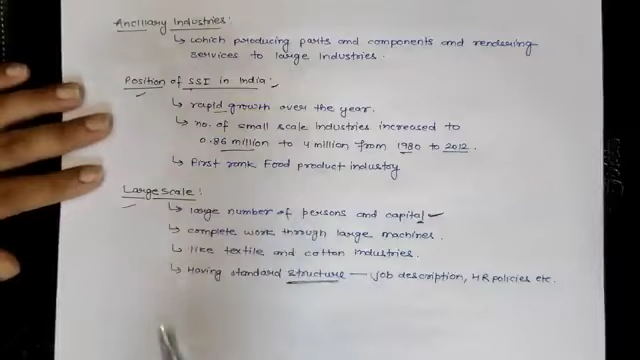 Ancillary Industries:
↳ which producing parts and components and rendering
services to large Industries.
Position of SSI in India:
↳ rapid growth over the year.
↳ no. of small scale Industries increased to
0.86 million to 4 million from 1980 to 2012.
↳ First rank Food product industry
Large scale:
↳ large number of persons and capital
↳ complete work through large machines.
↳ like textile and cotton industries.
↳ Having standard structure — job description, HR policies etc.